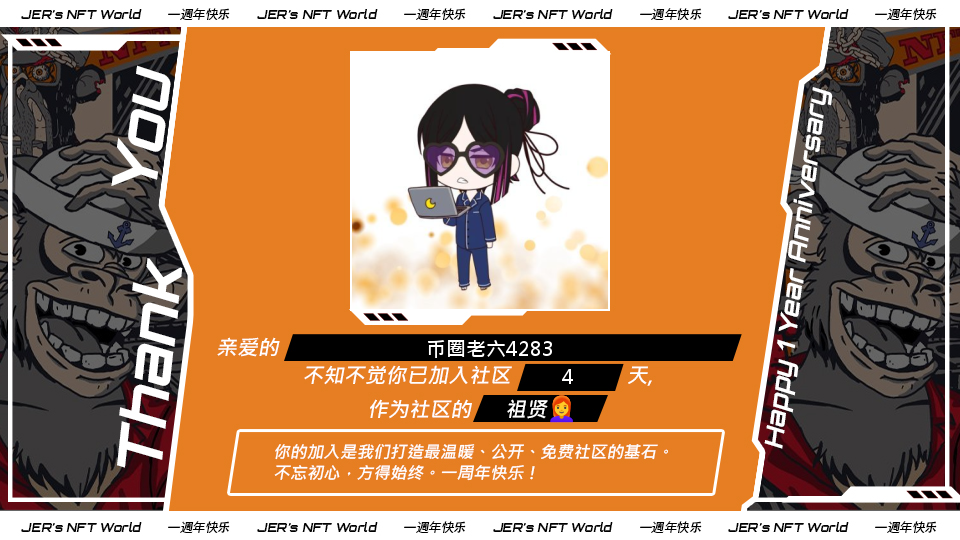 JER's NFT World 一週年快乐 JER's NFT World 一週年快乐 JER's NFT World 一週年快乐 JER's NFT World 一週年快乐
Thank You
Happy 1 Year Anniversary
亲爱的 币圈老六4283
不知不觉你已加入社区 4 天,
作为社区的 祖贤👩‍🦰
你的加入是我们打造最温暖、公开、免费社区的基石。
不忘初心，方得始终。一周年快乐！
JER's NFT World 一週年快乐 JER's NFT World 一週年快乐 JER's NFT World 一週年快乐 JER's NFT World 一週年快乐